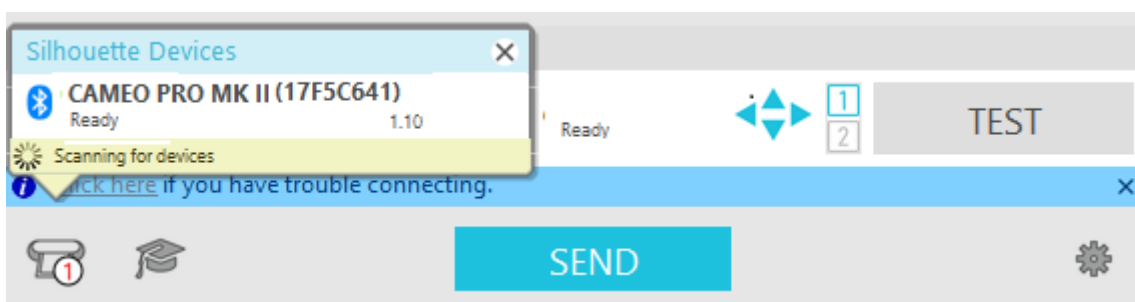 Silhouette Devices
CAMEO PRO MK II (17F5C641)
Ready 1.10
Scanning for devices
Ready
1
2
TEST
here if you have trouble connecting.
1
SEND